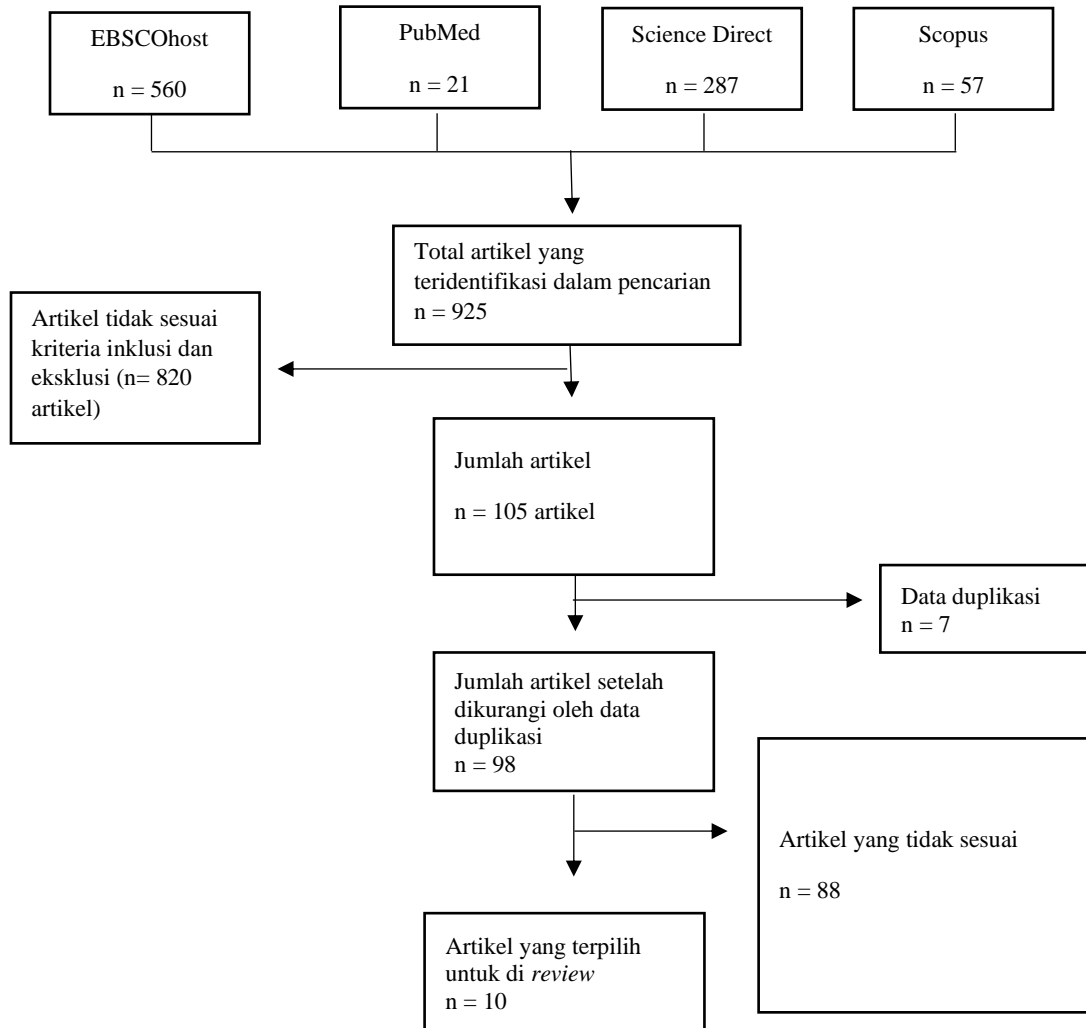 EBSCOhost
n = 560
PubMed
n = 21
Science Direct
n = 287
Scopus
n = 57
Total artikel yang
teridentifikasi dalam pencarian
n = 925
Artikel tidak sesuai
kriteria inklusi dan
eksklusi (n= 820
artikel)
Jumlah artikel
n = 105 artikel
Data duplikasi
n = 7
Jumlah artikel setelah
dikurangi oleh data
duplikasi
n = 98
Artikel yang tidak sesuai
n = 88
Artikel yang terpilih
untuk di review
n = 10